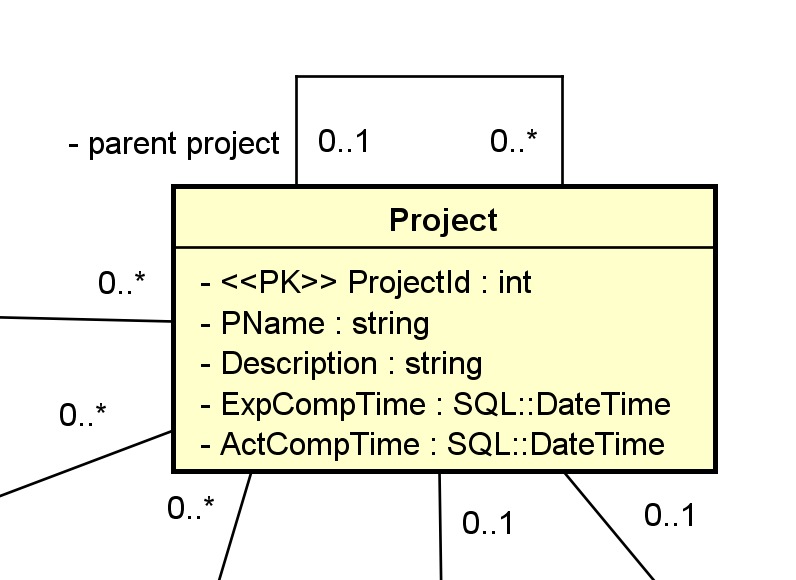 - parent project
0..1
0..*
Project
0..*
- <<PK>> ProjectId : int
- PName : string
- Description : string
0..*
- ExpCompTime : SQL::DateTime
- ActCompTime : SQL::DateTime
0..*
0..1
0..1